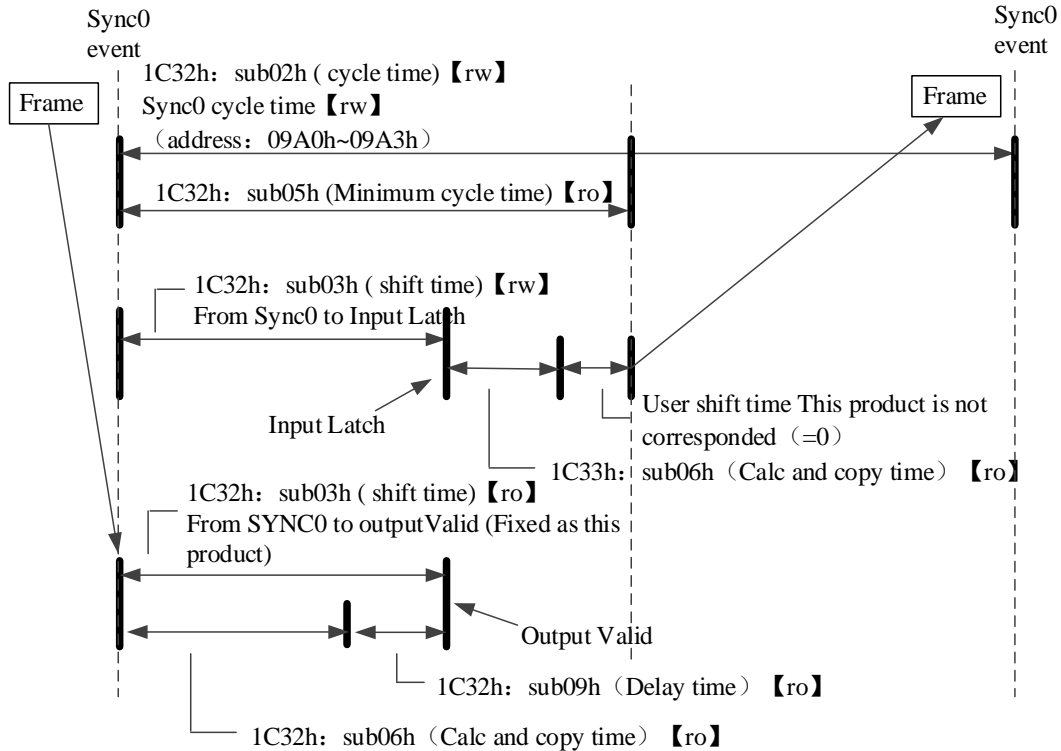 Sync0
event
Sync0
event
1C32h：sub02h ( cycle time)【rw】
Frame
Frame
Sync0 cycle time【rw】
（address：09A0h~09A3h）
1C32h：sub05h (Minimum cycle time)【ro】
1C32h：sub03h ( shift time)【rw】
From Sync0 to Input Latch
Input Latch
User shift time This product is not
corresponded（=0）
1C33h：sub06h（Calc and copy time）【ro】
1C32h：sub03h ( shift time)【ro】
From SYNC0 to outputValid (Fixed as this
product)
Output Valid
1C32h：sub09h（Delay time）【ro】
1C32h：sub06h（Calc and copy time）【ro】